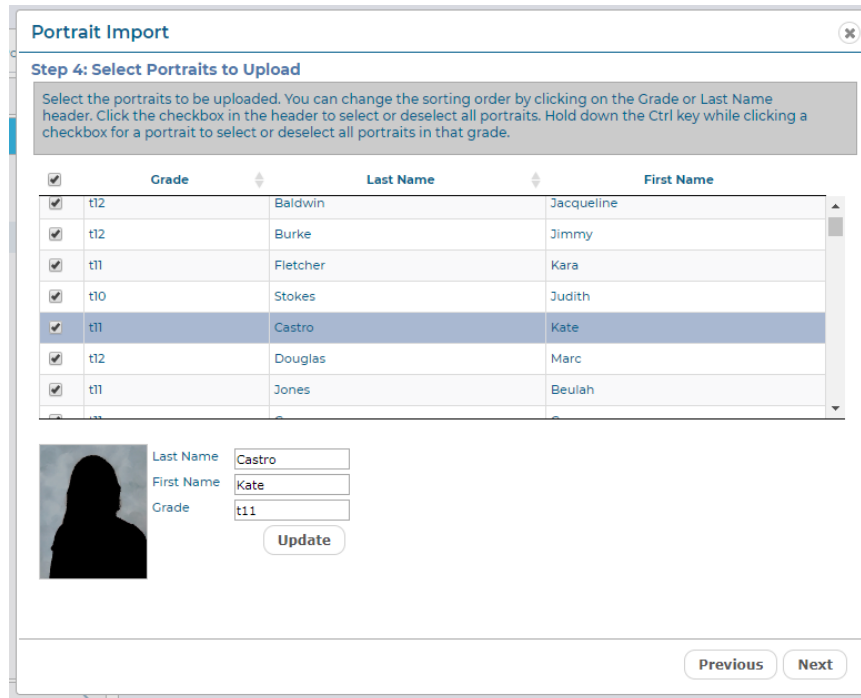 Portrait Import
Step 4: Select Portraits to Upload
Select the portraits to be uploaded. You can change the sorting order by clicking on the Grade or Last Name
header. Click the checkbox in the header to select or deselect all portraits. Hold down the Ctrl key while clicking a
checkbox for a portrait to select or deselect all portraits in that grade.
Grade Last Name First Name
t12 Baldwin Jacqueline
t12 Burke Jimmy
t11 Fletcher Kara
t10 Stokes Judith
t11 Castro Kate
t12 Douglas Marc
t11 Jones Beulah
Last Name Castro
First Name Kate
Grade t11
Update
Previous Next